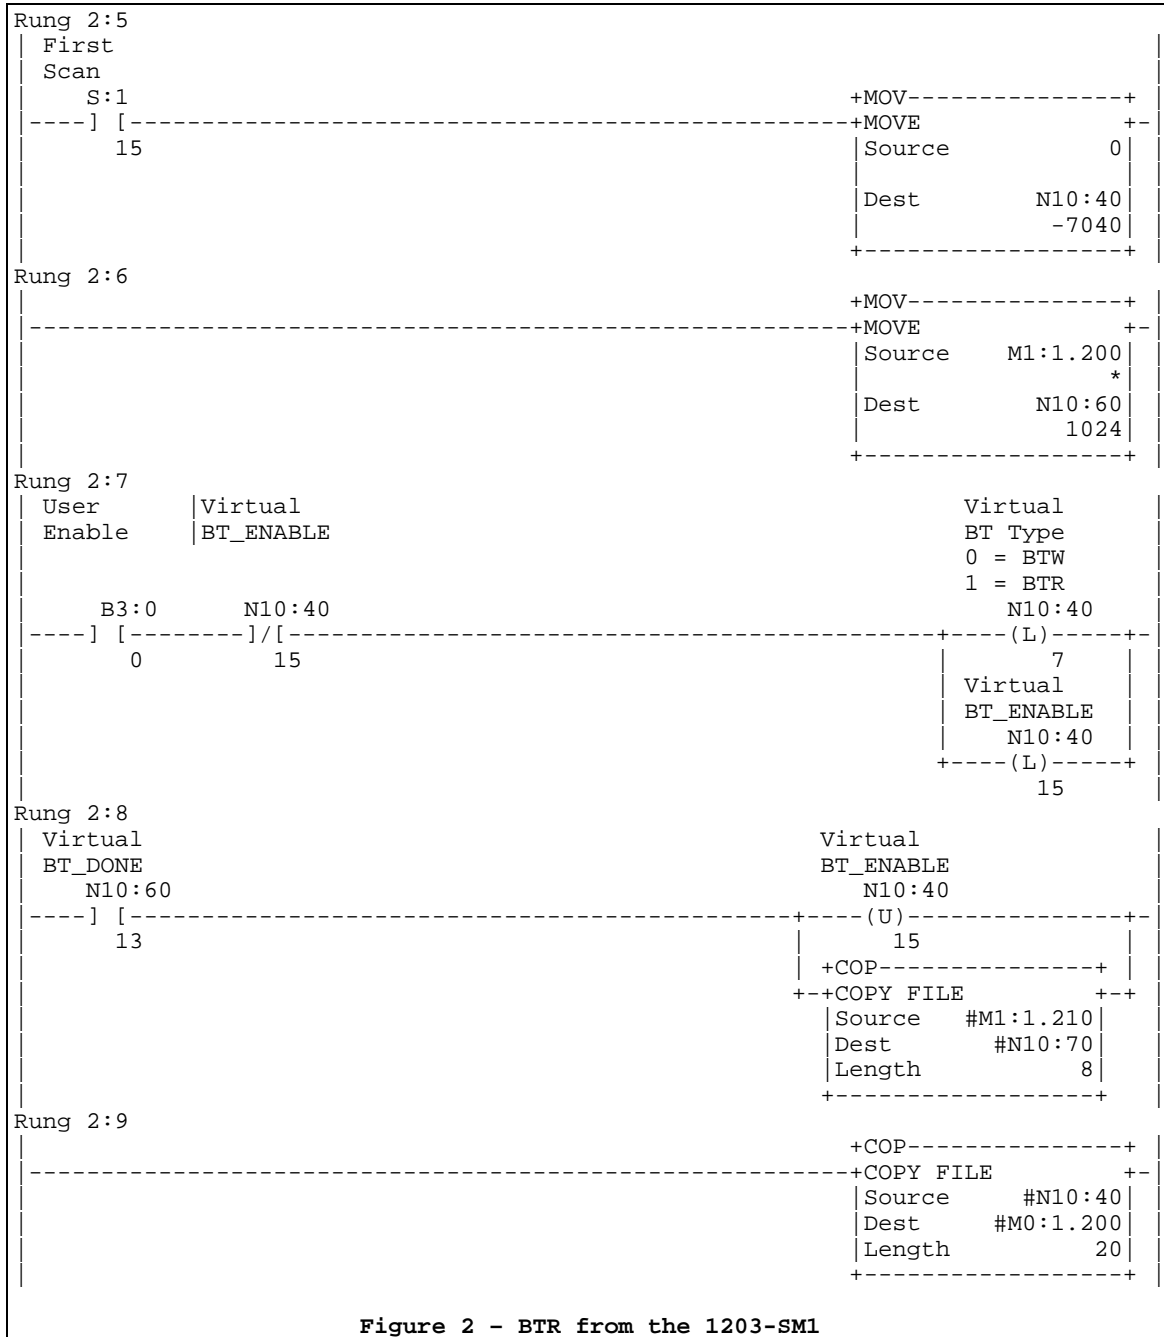 Rung 2:5
| First |
| Scan |
| S:1 +MOV---------------+ |
|----] [--------------------------------------------------+MOVE +-|
| 15 |Source 0| |
| | | |
| |Dest N10:40| |
| | -7040| |
| +------------------+ |
Rung 2:6
| +MOV---------------+ |
|---------------------------------------------------------+MOVE +-|
| |Source M1:1.200| |
| | *| |
| |Dest N10:60| |
| | 1024| |
| +------------------+ |
Rung 2:7
| User |Virtual Virtual |
| Enable |BT_ENABLE BT Type |
| 0 = BTW |
| 1 = BTR |
| B3:0 N10:40 N10:40 |
|----] [--------]/[---------------------------------------------+----(L)-----+-|
| 0 15 | 7 | |
| | Virtual | |
| | BT_ENABLE | |
| | N10:40 | |
| +----(L)-----+ |
| 15 |
Rung 2:8
| Virtual Virtual |
| BT_DONE BT_ENABLE |
| N10:60 N10:40 |
|----] [----------------------------------------------+----(U)---------------+-|
| 13 | 15 | |
| | +COP---------------+ | |
| +-+COPY FILE +-+ |
| |Source #M1:1.210| |
| |Dest #N10:70| |
| |Length 8| |
| +------------------+ |
Rung 2:9
| +COP---------------+ |
|---------------------------------------------------------+COPY FILE +-|
| |Source #N10:40| |
| |Dest #M0:1.200| |
| |Length 20| |
| +------------------+ |
Figure 2 – BTR from the 1203-SM1